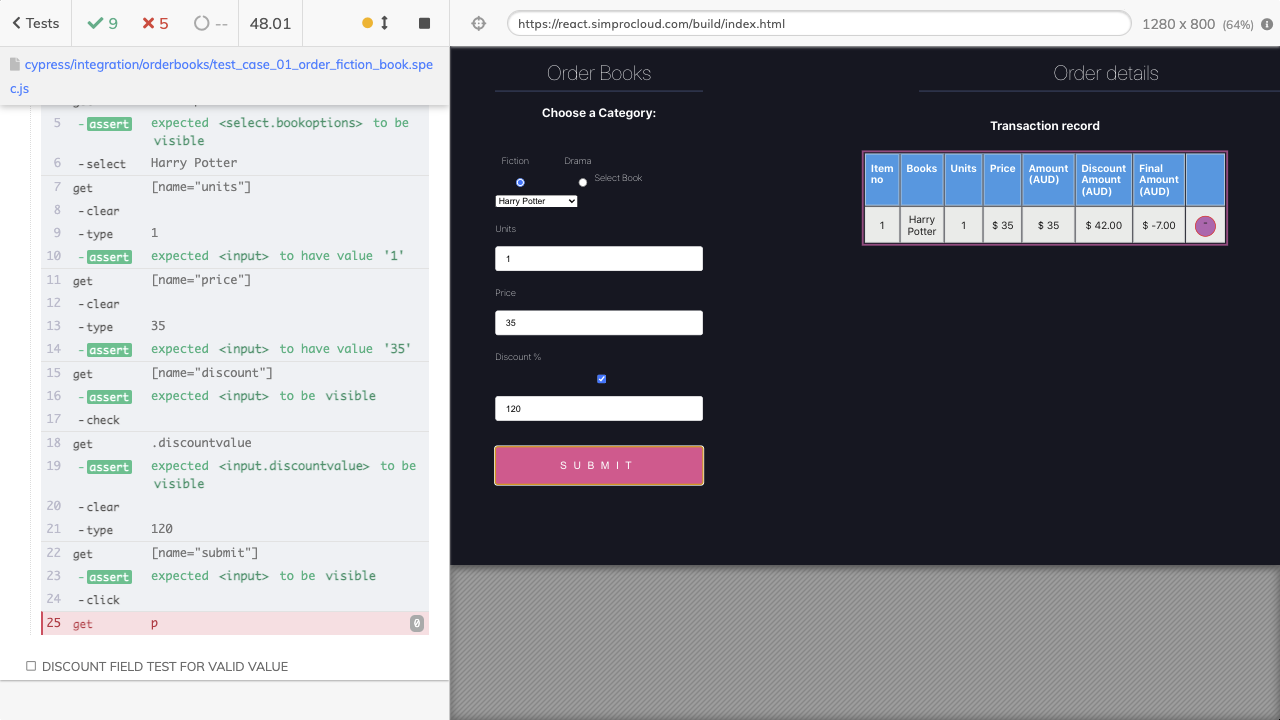 Tests
9
5
--
48.01
https://react.simprocloud.com/build/index.html
1280 x 800 (64%)
cypress/integration/orderbooks/test_case_01_order_fiction_book.spe
c.js
5 -assert expected <select.bookoptions> to be
visible
6 -select Harry Potter
7 get [name="units"]
8 -clear
9 -type 1
10 -assert expected <input> to have value '1'
11 get [name="price"]
12 -clear
13 -type 35
14 -assert expected <input> to have value '35'
15 get [name="discount"]
16 -assert expected <input> to be visible
17 -check
18 get .discountvalue
19 -assert expected <input.discountvalue> to be
visible
20 -clear
21 -type 120
22 get [name="submit"]
23 -assert expected <input> to be visible
24 -click
25 get p 0
DISCOUNT FIELD TEST FOR VALID VALUE
Order Books
Choose a Category:
Fiction Drama
Select Book
Harry Potter
Units
1
Price
35
Discount %
120
SUBMIT
Order details
Transaction record
Item no Books Units Price Amount (AUD) Discount Amount (AUD) Final Amount (AUD)
1 Harry Potter 1 $ 35 $ 35 $ 42.00 $ -7.00